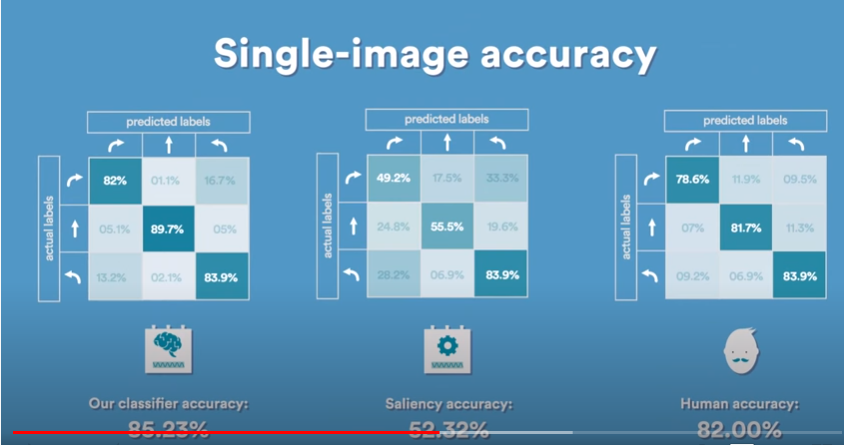 Single-image accuracy
predicted labels
predicted labels
predicted labels
actual labels
82% 01.1% 16.7%
05.1% 89.7% 05%
13.2% 02.1% 83.9%
actual labels
49.2% 17.5% 33.3%
24.8% 55.5% 19.6%
28.2% 06.9% 83.9%
actual labels
78.6% 11.9% 09.5%
07% 81.7% 11.3%
09.2% 06.9% 83.9%
Our classifier accuracy:
85.23%
Saliency accuracy:
52.32%
Human accuracy:
82.00%